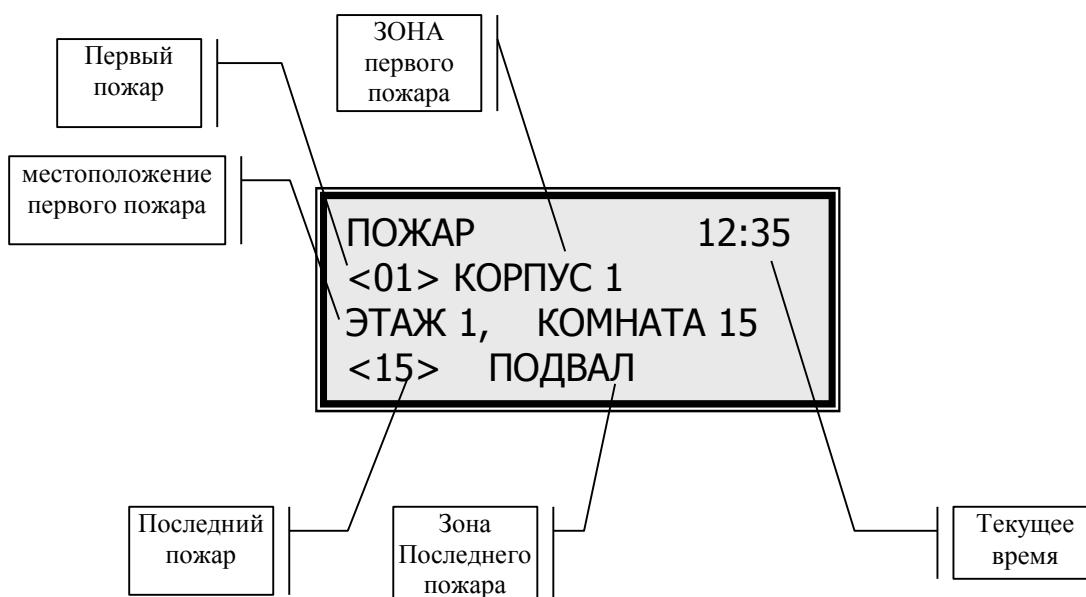 ЗОНА
первого
пожара
Первый
пожар
местоположение
первого пожара
ПОЖАР 12:35
<01> КОРПУС 1
ЭТАЖ 1, КОМНАТА 15
<15> ПОДВАЛ
Последний
пожар
Зона
Последнего
пожара
Текущее
время